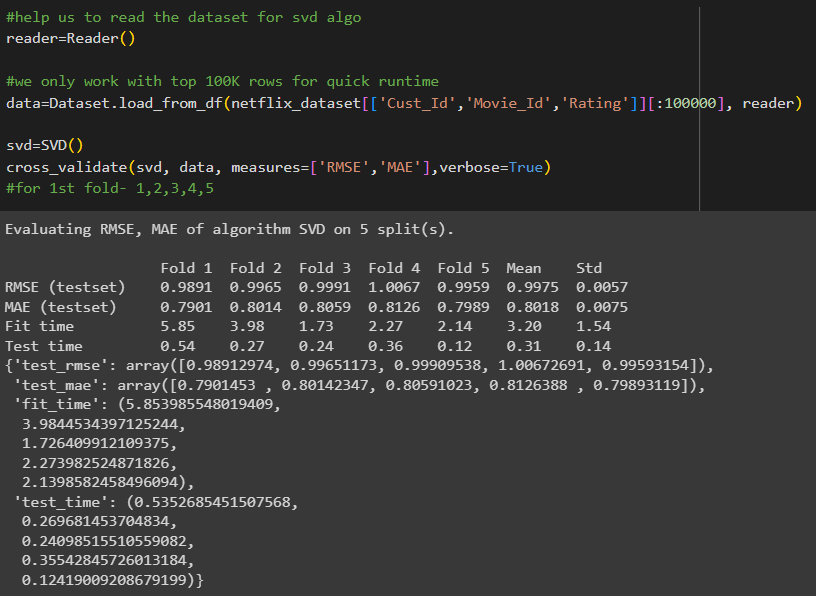 #help us to read the dataset for svd algo
reader=Reader()
#we only work with top 100K rows for quick runtime
data=Dataset.load_from_df(netflix_dataset[['Cust_Id','Movie_Id','Rating']][:100000], reader)
svd=SVD()
cross_validate(svd, data, measures=['RMSE','MAE'],verbose=True)
#for 1st fold- 1,2,3,4,5
Evaluating RMSE, MAE of algorithm SVD on 5 split(s).
Fold 1  Fold 2  Fold 3  Fold 4  Fold 5  Mean    Std
RMSE (testset)    0.9891  0.9965  0.9991  1.0067  0.9959  0.9975  0.0057
MAE (testset)     0.7901  0.8014  0.8059  0.8126  0.7989  0.8018  0.0075
Fit time          5.85    3.98    1.73    2.27    2.14    3.20    1.54
Test time         0.54    0.27    0.24    0.36    0.12    0.31    0.14
{'test_rmse': array([0.98912974, 0.99651173, 0.99909538, 1.00672691, 0.99593154]),
 'test_mae': array([0.7901453 , 0.80142347, 0.80591023, 0.8126388 , 0.79893119]),
 'fit_time': (5.853985548019409,
  3.9844534397125244,
  1.726409912109375,
  2.273982524871826,
  2.1398582458496094),
 'test_time': (0.5352685451507568,
  0.269681453704834,
  0.24098515510559082,
  0.35542845726013184,
  0.12419009208679199)}